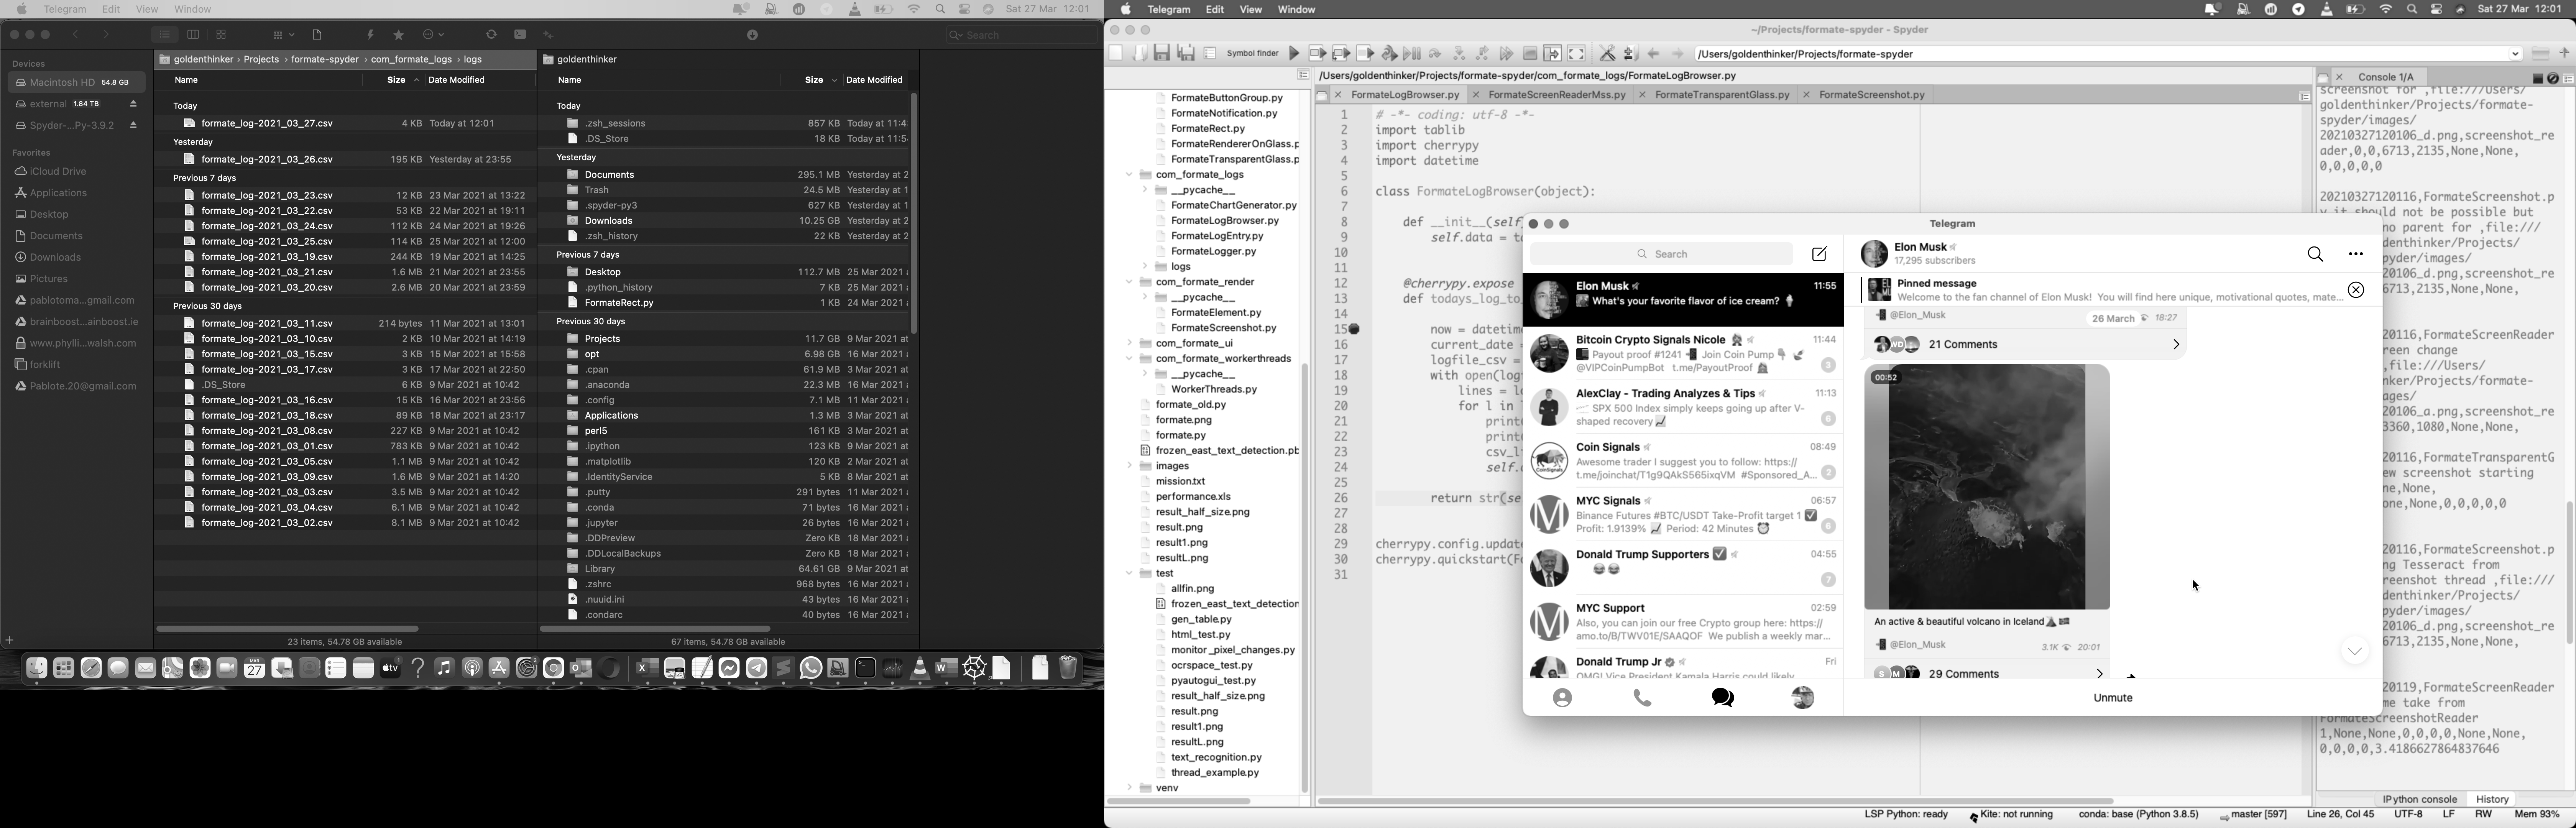 Telegram Edit View Window
Sat 27 Mar 12:01
Search
goldenthinker › Projects › formate-spyder › com_formate_logs › logs
goldenthinker
Devices
Macintosh HD 54.8 GB
external 1.84 TB
Spyder-...Py-3.9.2
Favorites
iCloud Drive
Applications
Desktop
Documents
Downloads
Pictures
pablotoma...gmail.com
brainboost...ainboost.ie
www.phylli...walsh.com
forklift
Pablote.20@gmail.com
Name Size Date Modified
Today
formate_log-2021_03_27.csv 4 KB Today at 12:01
Yesterday
formate_log-2021_03_26.csv 195 KB Yesterday at 23:55
Previous 7 days
formate_log-2021_03_23.csv 12 KB 23 Mar 2021 at 13:22
formate_log-2021_03_22.csv 53 KB 22 Mar 2021 at 19:11
formate_log-2021_03_24.csv 112 KB 24 Mar 2021 at 19:26
formate_log-2021_03_25.csv 114 KB 25 Mar 2021 at 12:00
formate_log-2021_03_19.csv 244 KB 19 Mar 2021 at 14:25
formate_log-2021_03_21.csv 1.6 MB 21 Mar 2021 at 23:55
formate_log-2021_03_20.csv 2.6 MB 20 Mar 2021 at 23:59
Previous 30 days
formate_log-2021_03_11.csv 214 bytes 11 Mar 2021 at 13:01
formate_log-2021_03_10.csv 2 KB 10 Mar 2021 at 14:19
formate_log-2021_03_15.csv 3 KB 15 Mar 2021 at 15:58
formate_log-2021_03_17.csv 3 KB 17 Mar 2021 at 22:50
.DS_Store 6 KB 9 Mar 2021 at 10:42
formate_log-2021_03_16.csv 15 KB 16 Mar 2021 at 23:56
formate_log-2021_03_18.csv 89 KB 18 Mar 2021 at 23:17
formate_log-2021_03_08.csv 227 KB 9 Mar 2021 at 10:42
formate_log-2021_03_01.csv 783 KB 9 Mar 2021 at 10:42
formate_log-2021_03_05.csv 1.1 MB 9 Mar 2021 at 10:42
formate_log-2021_03_09.csv 1.6 MB 9 Mar 2021 at 14:20
formate_log-2021_03_03.csv 3.5 MB 9 Mar 2021 at 10:42
formate_log-2021_03_04.csv 6.1 MB 9 Mar 2021 at 10:42
formate_log-2021_03_02.csv 8.1 MB 9 Mar 2021 at 10:42
23 items, 54.78 GB available
Name Size Date Modified
Today
.zsh_sessions 857 KB Today at 11:4
.DS_Store 18 KB Today at 11:5
Yesterday
Documents 295.1 MB Yesterday at 2
Trash 24.5 MB Yesterday at 1
.spyder-py3 627 KB Yesterday at 1
Downloads 10.25 GB Yesterday at 2
.zsh_history 22 KB Yesterday at 2
Previous 7 days
Desktop 112.7 MB 25 Mar 2021
.python_history 7 KB 25 Mar 2021
FormateRect.py 1 KB 24 Mar 2021
Previous 30 days
Projects 11.7 GB 9 Mar 2021 at
opt 6.98 GB 16 Mar 2021
.cpan 61.9 MB 3 Mar 2021 at
.anaconda 22.3 MB 16 Mar 2021
.config 7.1 MB 11 Mar 2021
Applications 1.3 MB 3 Mar 2021 at
perl5 161 KB 3 Mar 2021 at
.ipython 123 KB 9 Mar 2021 at
.matplotlib 120 KB 2 Mar 2021 at
.IdentityService 5 KB 8 Mar 2021 at
.putty 291 bytes 11 Mar 2021
.conda 71 bytes 16 Mar 2021
.jupyter 26 bytes 16 Mar 2021
.DDPreview Zero KB 18 Mar 2021
.DDLocalBackups Zero KB 18 Mar 2021
Library 64.61 GB 9 Mar 2021 at
.zshrc 968 bytes 16 Mar 2021
.nuuid.ini 43 bytes 16 Mar 2021
.condarc 40 bytes 16 Mar 2021
67 items, 54.78 GB available
MAR 27
tv
Telegram Edit View Window
Sat 27 Mar 12:01
~/Projects/formate-spyder - Spyder
Symbol finder
/Users/goldenthinker/Projects/formate-spyder
/Users/goldenthinker/Projects/formate-spyder/com_formate_logs/FormateLogBrowser.py
FormateLogBrowser.py FormateScreenReaderMss.py FormateTransparentGlass.py FormateScreenshot.py
FormateButtonGroup.py
FormateNotification.py
FormateRect.py
FormateRendererOnGlass.p
FormateTransparentGlass.p
com_formate_logs
__pycache__
FormateChartGenerator.py
FormateLogBrowser.py
FormateLogEntry.py
FormateLogger.py
logs
com_formate_render
__pycache__
FormateElement.py
FormateScreenshot.py
com_formate_ui
com_formate_workerthreads
__pycache__
WorkerThreads.py
formate_old.py
formate.png
formate.py
frozen_east_text_detection.pb
images
mission.txt
performance.xls
result_half_size.png
result.png
result1.png
resultL.png
test
allfin.png
frozen_east_text_detection
gen_table.py
html_test.py
monitor_pixel_changes.py
ocrspace_test.py
pyautogui_test.py
result_half_size.png
result.png
result1.png
resultL.png
text_recognition.py
thread_example.py
venv
1 # -*- coding: utf-8 -*-
2 import tablib
3 import cherrypy
4 import datetime
5
6 class FormateLogBrowser(object):
7
8 def __init__(self
9 self.data = ta
10
11
12 @cherrypy.expose
13 def todays_log_to
14
15 now = datetim
16 current_date =
17 logfile_csv =
18 with open(log
19 lines = l
20 for l in
21 print
22 print
23 csv_l
24 self.
25
26 return str(se
27
28
29 cherrypy.config.update
30 cherrypy.quickstart(F
31
Telegram
Search
Elon Musk 11:55
What's your favorite flavor of ice cream?
Bitcoin Crypto Signals Nicole 11:44
Payout proof #1241 Join Coin Pump
@VIPCoinPumpBot t.me/PayoutProof 3
AlexClay - Trading Analyzes & Tips 11:13
SPX 500 Index simply keeps going up after V-
shaped recovery 6
Coin Signals 08:49
Awesome trader I suggest you to follow: https://
t.me/joinchat/T1g9QAkS565ixqVM #Sponsored_A... 2
MYC Signals 06:57
Binance Futures #BTC/USDT Take-Profit target 1
Profit: 1.9139% Period: 42 Minutes 6
Donald Trump Supporters 04:55
7
MYC Support 02:59
Also, you can join our free Crypto group here: https://
amo.to/B/TWV01E/SAAQOF We publish a weekly mar...
Donald Trump Jr Fri
OMG! Vice President Kamala Harris could likely
Elon Musk
17,295 subscribers
Pinned message
Welcome to the fan channel of Elon Musk! You will find here unique, motivational quotes, mate...
@Elon_Musk 26 March 18:27
21 Comments
00:52
An active & beautiful volcano in Iceland
@Elon_Musk 3.1K 20:01
29 Comments
Unmute
Console 1/A
screenshot for ,file:///Users/
goldenthinker/Projects/formate-
spyder/images/
20210327120106_d.png,screenshot_re
ader,0,0,6713,2135,None,None,
0,0,0,0,0
20210327120116,FormateScreenshot.p
y it should not be possible but
no parent for ,file:///
denthinker/Projects/
pyder/images/
0106_d.png,screenshot_re
6713,2135,None,None,
0116,FormateScreenReader
reen change
,file:///Users/
r/Projects/formate-
ages/
0106_a.png,
3360,1080,None,None,
0116,FormateTransparentG
ew screenshot starting
ne,None,
None,None,0,0,0,0,0
0116,FormateScreenshot.p
ng Tesseract from
reenshot thread ,file:///
denthinker/Projects/
pyder/images/
0106_d.png,screenshot_re
6713,2135,None,None,
0119,FormateScreenReader
me take from
FormateScreenshotReader
1,None,None,0,0,0,0,None,None,
0,0,0,0,3.4186627864837646
IPython console History
LSP Python: ready Kite: not running conda: base (Python 3.8.5) master [597] Line 26, Col 45 UTF-8 LF RW Mem 93%